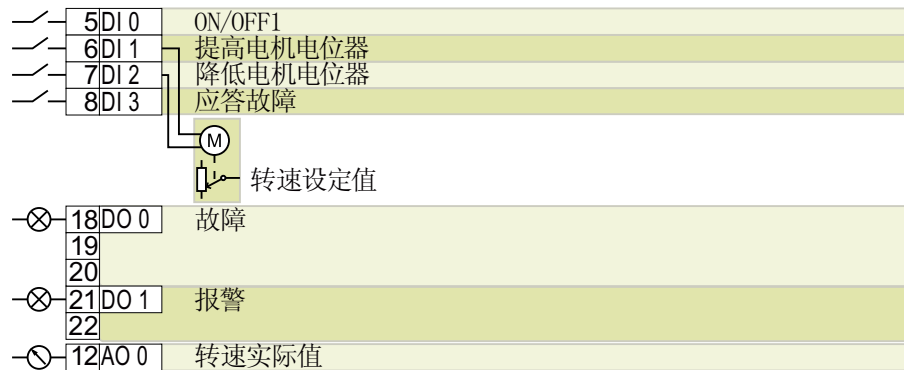 5 DI 0 ON/OFF1
6 DI 1 提高电机电位器
7 DI 2 降低电机电位器
8 DI 3 应答故障
M
转速设定值
18 DO 0 故障
19
20
21 DO 1 报警
22
12 AO 0 转速实际值